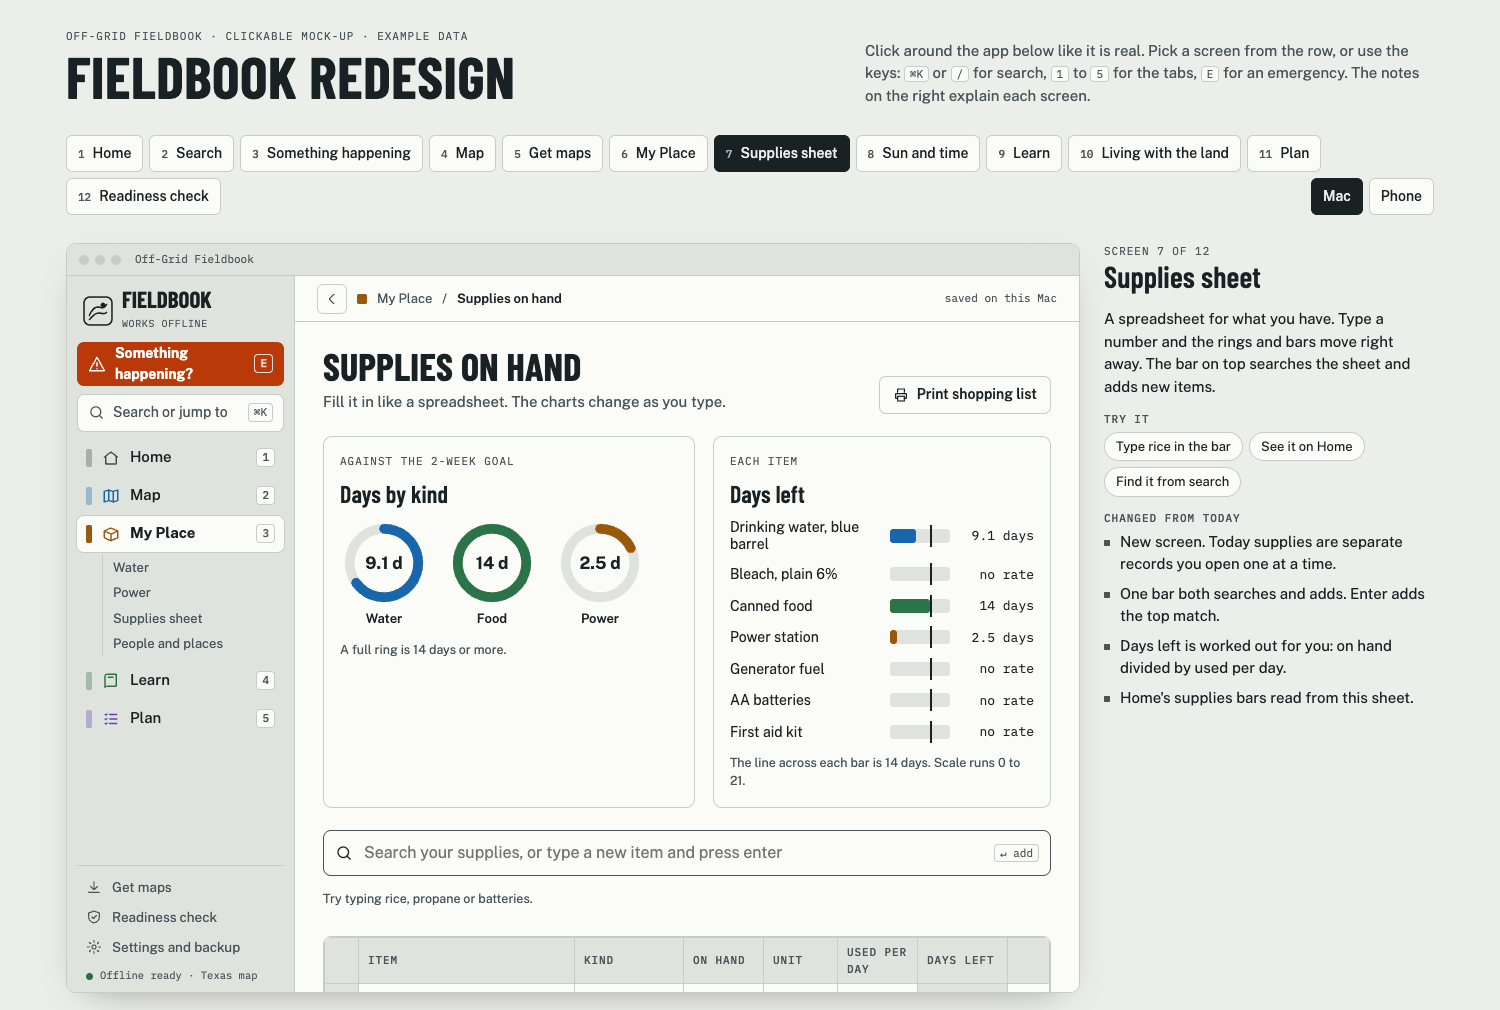 OFF-GRID FIELDBOOK · CLICKABLE MOCK-UP · EXAMPLE DATA
FIELDBOOK REDESIGN
Click around the app below like it is real. Pick a screen from the row, or use the
keys: ⌘K or / for search, 1 to 5 for the tabs, E for an emergency. The notes
on the right explain each screen.
1 Home
2 Search
3 Something happening
4 Map
5 Get maps
6 My Place
7 Supplies sheet
8 Sun and time
9 Learn
10 Living with the land
11 Plan
12 Readiness check
Mac
Phone
Off-Grid Fieldbook
FIELDBOOK
WORKS OFFLINE
Something
happening?
E
Search or jump to ⌘K
Home 1
Map 2
My Place 3
Water
Power
Supplies sheet
People and places
Learn 4
Plan 5
Get maps
Readiness check
Settings and backup
Offline ready · Texas map
My Place / Supplies on hand
saved on this Mac
SUPPLIES ON HAND
Fill it in like a spreadsheet. The charts change as you type.
Print shopping list
AGAINST THE 2-WEEK GOAL
Days by kind
9.1 d
14 d
2.5 d
Water
Food
Power
A full ring is 14 days or more.
EACH ITEM
Days left
Drinking water, blue
barrel
9.1 days
Bleach, plain 6% no rate
Canned food 14 days
Power station 2.5 days
Generator fuel no rate
AA batteries no rate
First aid kit no rate
The line across each bar is 14 days. Scale runs 0 to
21.
Search your supplies, or type a new item and press enter
↵ add
Try typing rice, propane or batteries.
ITEM
KIND
ON HAND
UNIT
USED PER
DAY
DAYS LEFT
SCREEN 7 OF 12
Supplies sheet
A spreadsheet for what you have. Type a
number and the rings and bars move right
away. The bar on top searches the sheet and
adds new items.
TRY IT
Type rice in the bar
See it on Home
Find it from search
CHANGED FROM TODAY
New screen. Today supplies are separate
records you open one at a time.
One bar both searches and adds. Enter adds
the top match.
Days left is worked out for you: on hand
divided by used per day.
Home's supplies bars read from this sheet.